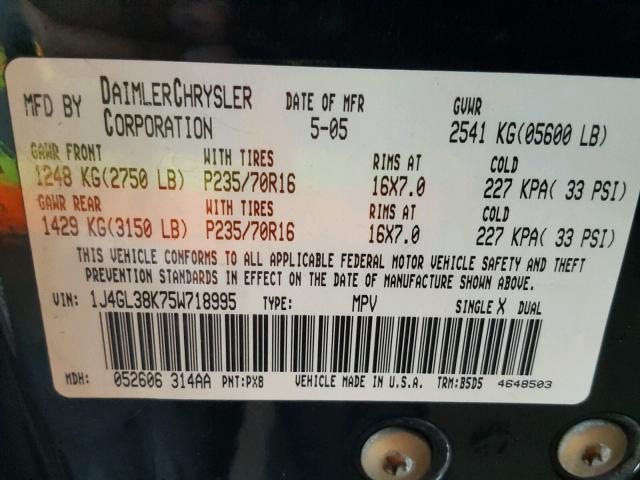 MFD BY DAIMLERCHRYSLER CORPORATION DATE OF MFR 5-05 GVWR 2541 KG(05600 LB)
GAWR FRONT WITH TIRES RIMS AT COLD
1248 KG(2750 LB) P235/70R16 16X7.0 227 KPA( 33 PSI)
GAWR REAR WITH TIRES RIMS AT COLD
1429 KG(3150 LB) P235/70R16 16X7.0 227 KPA( 33 PSI)
THIS VEHICLE CONFORMS TO ALL APPLICABLE FEDERAL MOTOR VEHICLE SAFETY AND THEFT
PREVENTION STANDARDS IN EFFECT ON THE DATE OF MANUFACTURE SHOWN ABOVE.
VIN: 1J4GL38K75W718995 TYPE: MPV SINGLE X DUAL
MDH: 052606 314AA PNT:PXB VEHICLE MADE IN U.S.A. TRM:B5D5 4648503